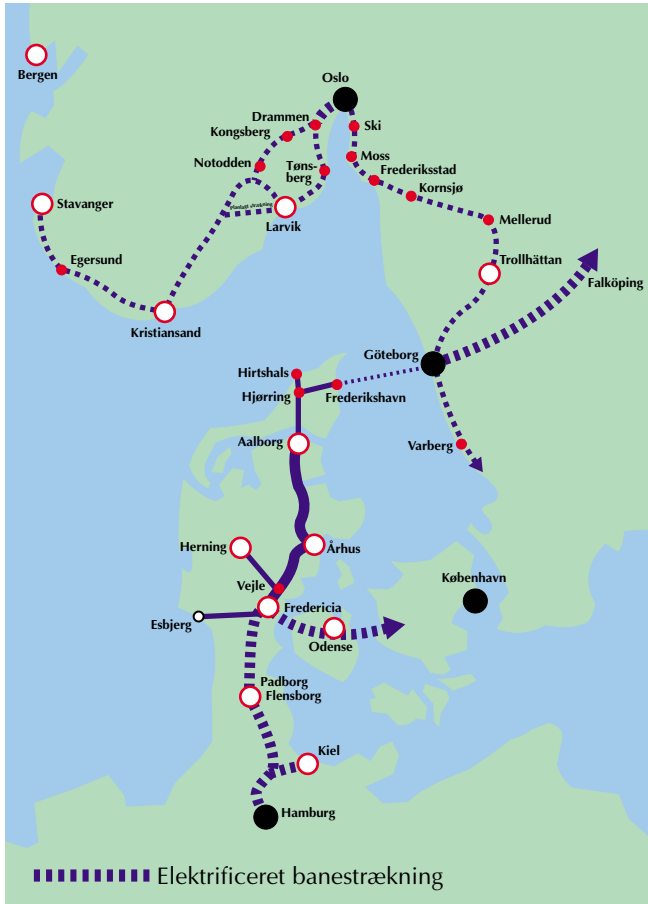 Bergen
Oslo
Drammen
Kongsberg
Ski
Moss
Notodden
Tøns-
berg
Frederiksstad
Kornsjø
Stavanger
Larvik
Mellerud
Egersund
Trollhättan
Falköping
Kristiansand
Göteborg
Hirtshals
Hjørring
Frederikshavn
Aalborg
Varberg
Herning
Århus
Vejle
København
Fredericia
Esbjerg
Odense
Padborg
Flensborg
Kiel
Hamburg
Elektrificeret banestrækning